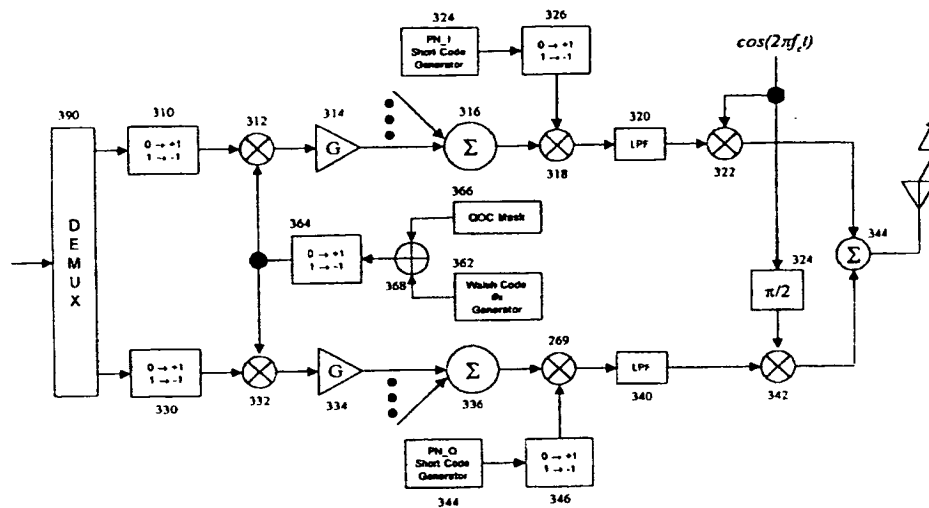 324
326
PN_I
Short Code
Generator
0 → +1
1 → -1
cos(2πf_c t)
390
310
312
314
316
320
0 → +1
1 → -1
G
Σ
LPF
318
322
366
QOC Mask
364
0 → +1
1 → -1
344
Σ
DEMUX
362
368
Walsh Code
Generator
324
π/2
269
0 → +1
1 → -1
G
Σ
LPF
330
332
334
336
340
342
PN_Q
Short Code
Generator
0 → +1
1 → -1
344
346